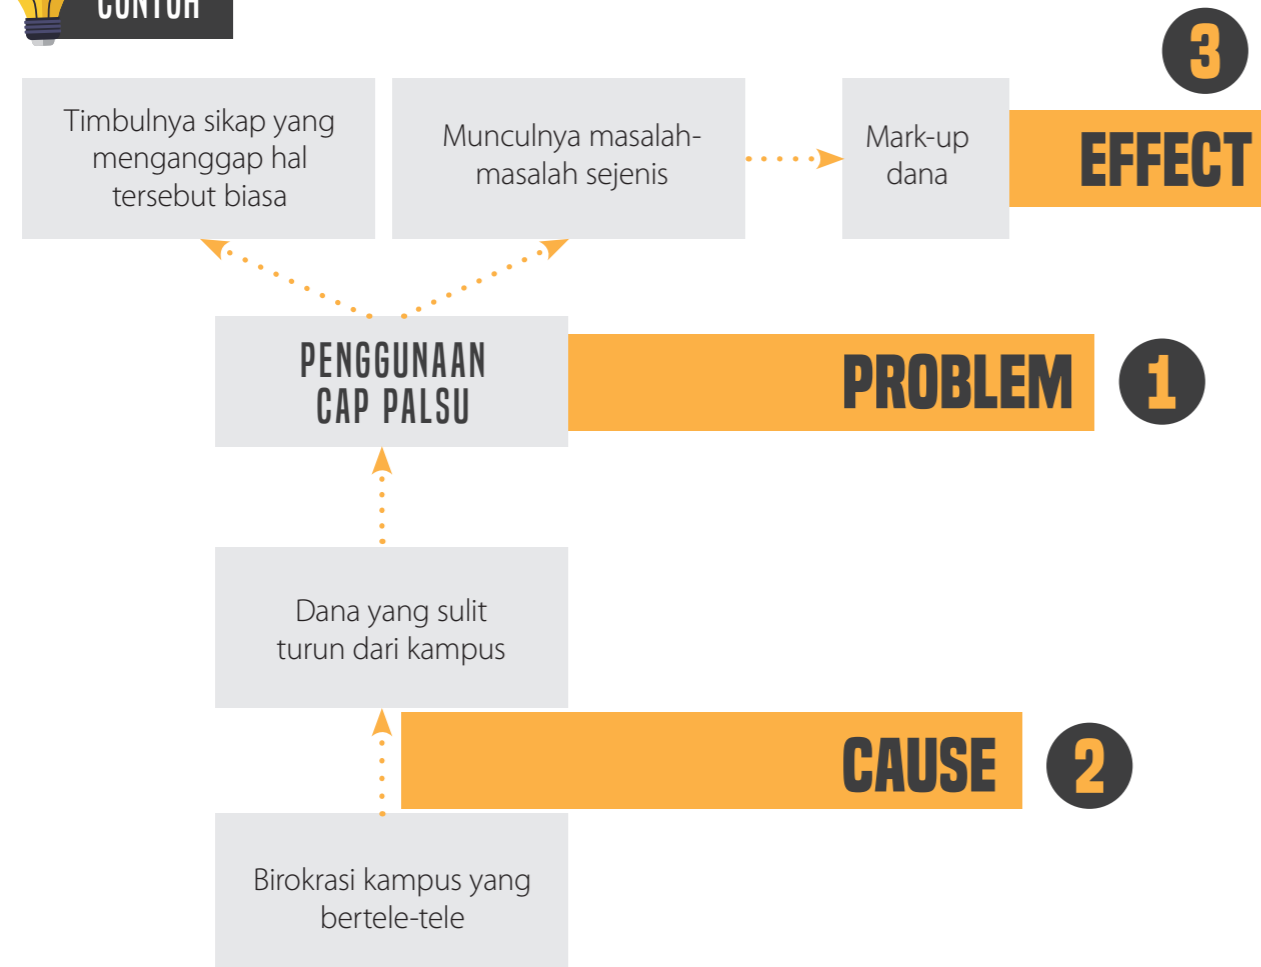 CONTOH
3
Timbulnya sikap yang
menganggap hal
tersebut biasa
Munculnya masalah-
masalah sejenis
Mark-up
dana
EFFECT
PENGGUNAAN
CAP PALSU
PROBLEM
1
Dana yang sulit
turun dari kampus
CAUSE
2
Birokrasi kampus yang
bertele-tele